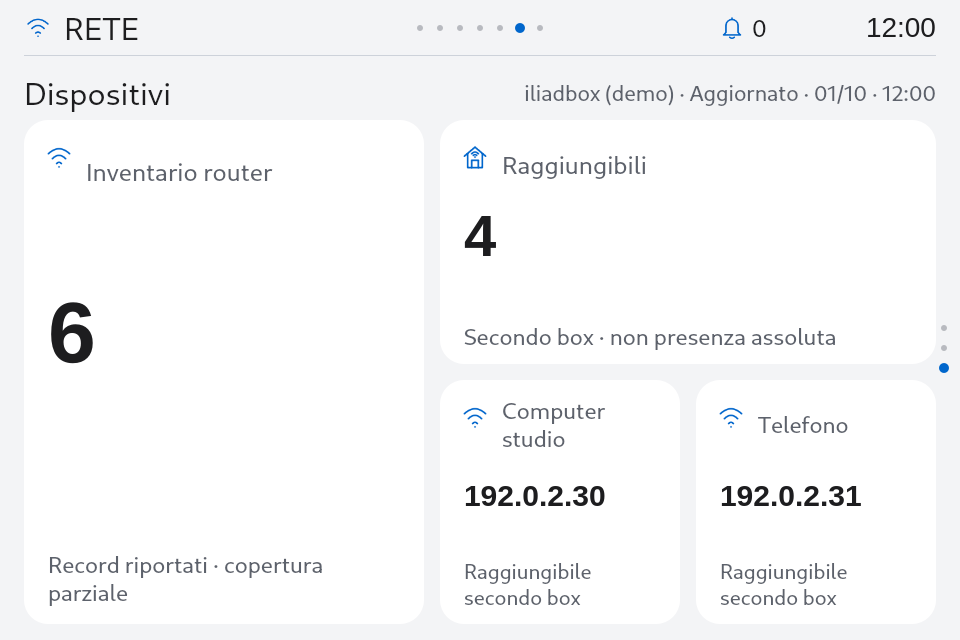 RETE
0
12:00
Dispositivi
iliadbox (demo) · Aggiornato · 01/10 · 12:00
Inventario router
6
Record riportati · copertura
parziale
Raggiungibili
4
Secondo box · non presenza assoluta
Computer
studio
192.0.2.30
Raggiungibile
secondo box
Telefono
192.0.2.31
Raggiungibile
secondo box